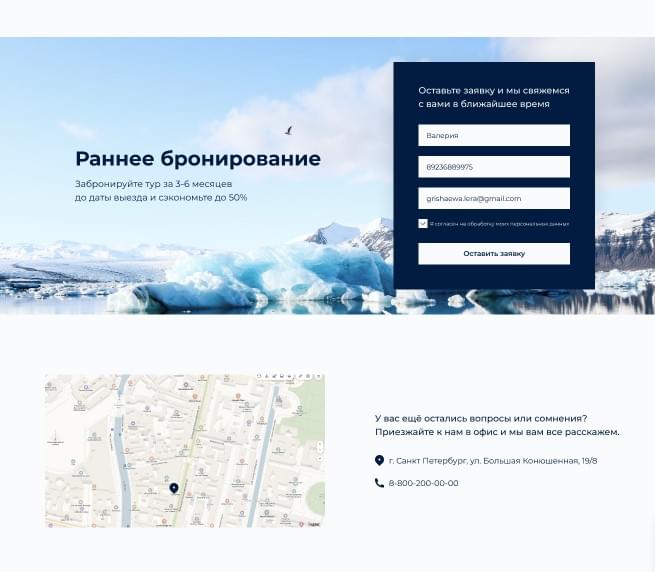 Раннее бронирование
Забронируйте тур за 3-6 месяцев
до даты выезда и сэкономьте до 50%
Оставьте заявку и мы свяжемся
с вами в ближайшее время
Валерия
89236889975
grishaewa.lera@gmail.com
Я согласен на обработку моих персональных данных
Оставить заявку
У вас ещё остались вопросы или сомнения?
Приезжайте к нам в офис и мы вам все расскажем.
г. Санкт Петербург, ул. Большая Конюшенная, 19/8
8-800-200-00-00